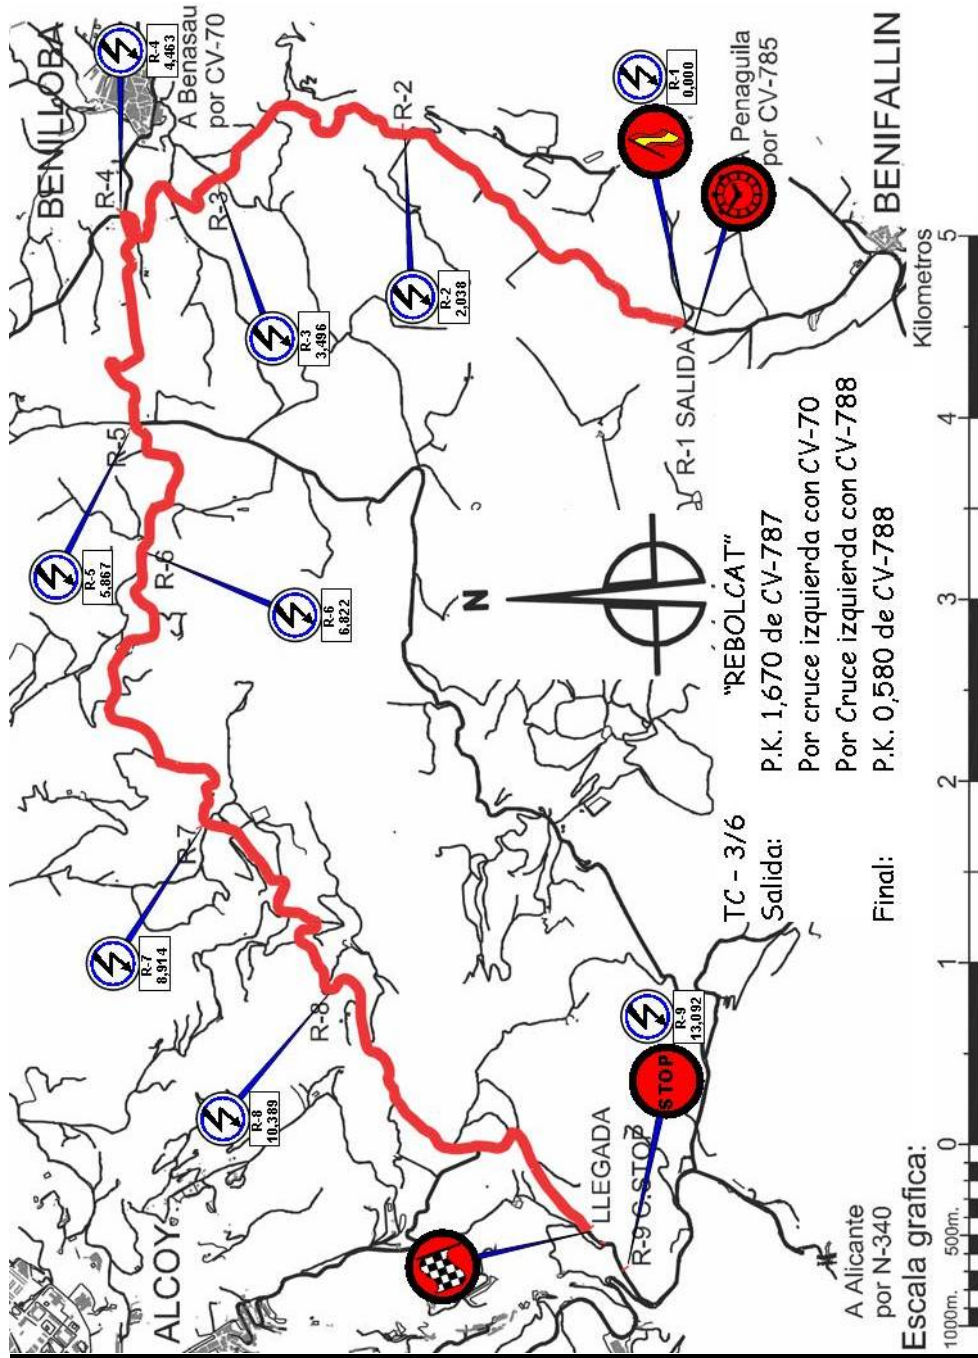 ALCOY
BENILLOBA
R-4
4,463
A Benasau
por CV-70
R-4
R-5
5,867
R-5
R-3
R-3
3,496
R-2
R-2
2,038
R-6
R-6
6,822
R-7
R-7
8,914
R-8
R-8
10,389
N
R-1
0,000
A Penaguila
por CV-785
R-1 SALIDA
BENIFALLIN
LLEGADA
R-9 C.STOP
STOP
R-9
13,092
TC - 3/6
"REBOLCAT"
Salida:
P.K. 1,670 de CV-787
Por cruce izquierda con CV-70
Por Cruce izquierda con CV-788
Final:
P.K. 0,580 de CV-788
A Alicante
por N-340
Escala grafica:
Kilometros
1000m.
500m.
0
1
2
3
4
5